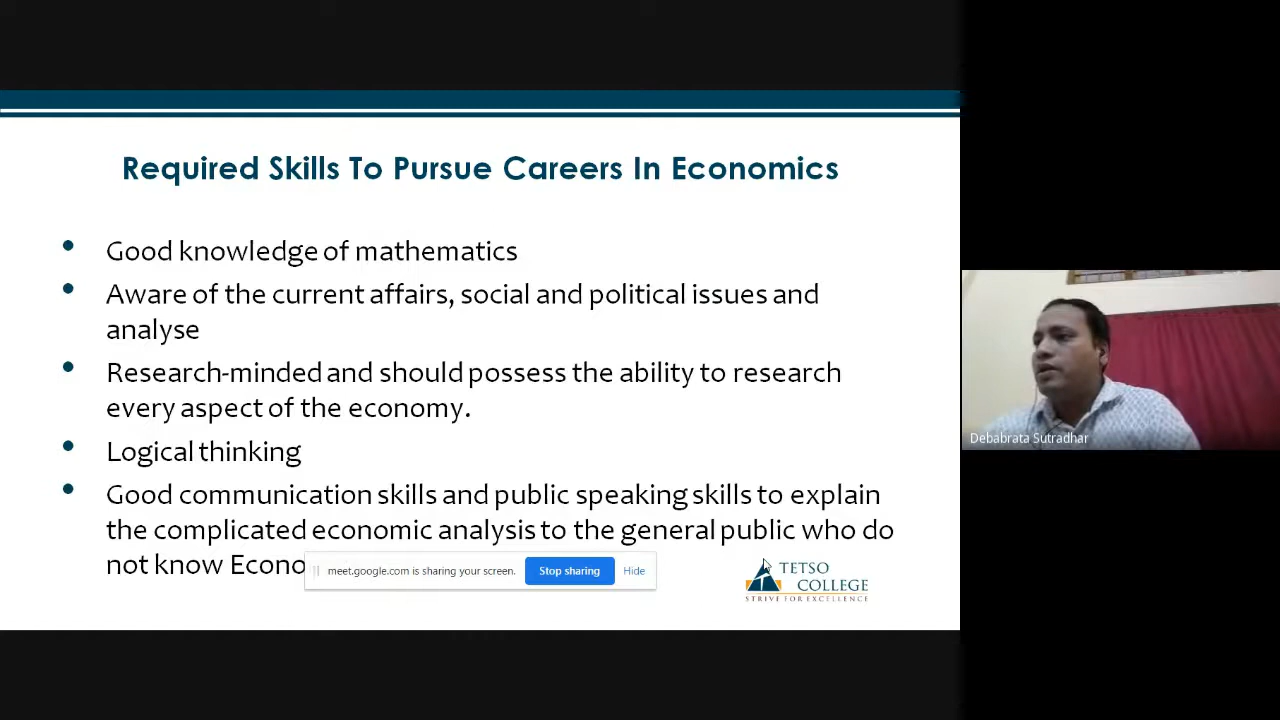 Required Skills To Pursue Careers In Economics
• Good knowledge of mathematics
• Aware of the current affairs, social and political issues and
analyse
• Research-minded and should possess the ability to research
every aspect of the economy.
• Logical thinking
• Good communication skills and public speaking skills to explain
the complicated economic analysis to the general public who do
not know Econo
meet.google.com is sharing your screen. Stop sharing Hide
TETSO
COLLEGE
STRIVE FOR EXCELLENCE
Debabrata Sutradhar